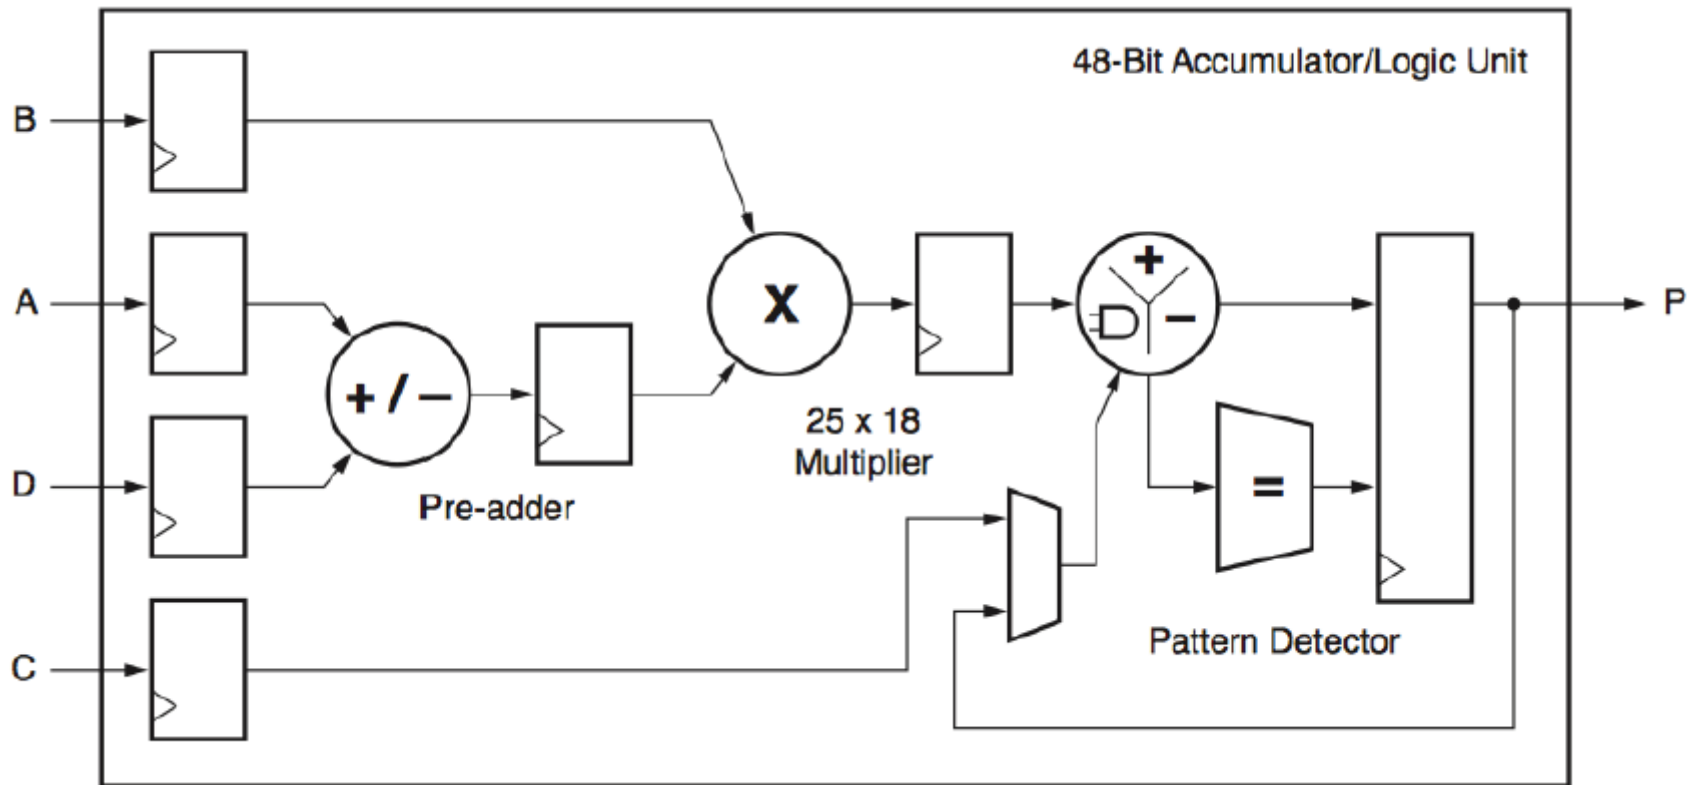 48-Bit Accumulator/Logic Unit
B
A
D
C
+ / −
Pre-adder
X
25 x 18
Multiplier
+
−
=
Pattern Detector
P